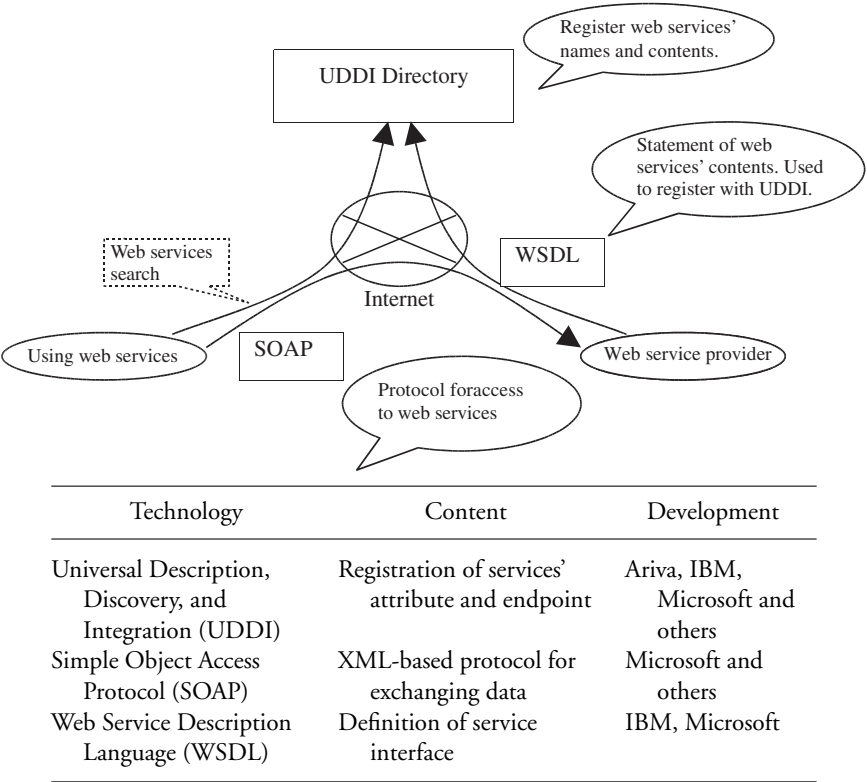 Register web services'
names and contents.
UDDI Directory
Statement of web
services' contents. Used
to register with UDDI.
Web services
search
WSDL
Internet
Using web services
SOAP
Web service provider
Protocol foraccess
to web services
Technology Content Development
Universal Description, Registration of services' Ariva, IBM,
Discovery, and attribute and endpoint Microsoft and
Integration (UDDI) others
Simple Object Access XML-based protocol for Microsoft and
Protocol (SOAP) exchanging data others
Web Service Description Definition of service IBM, Microsoft
Language (WSDL) interface